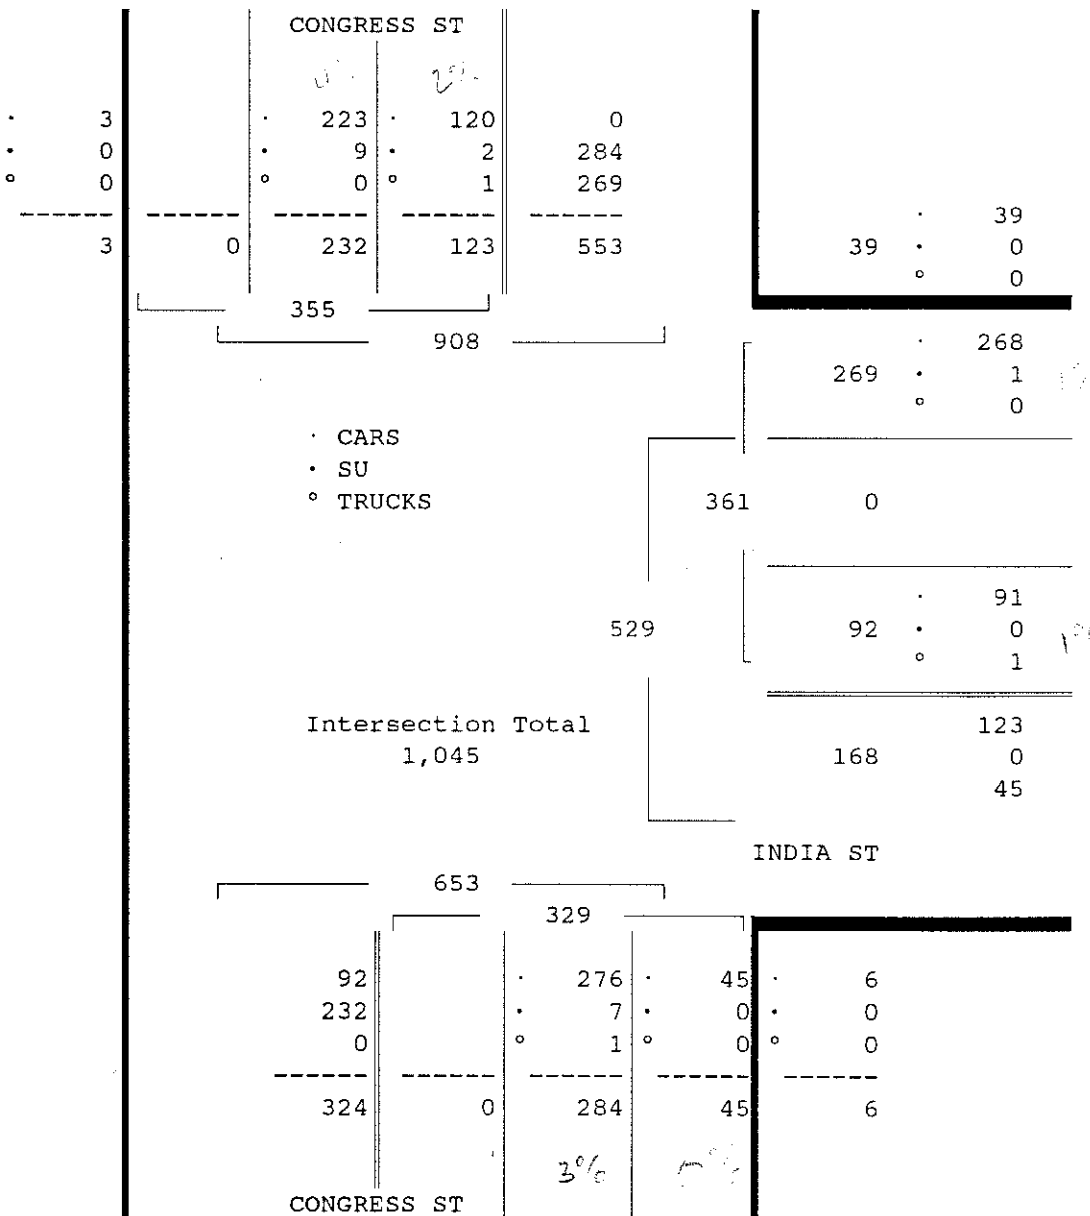 CONGRESS ST
2%
· 3 · 223 · 120 0
• 0 • 9 • 2 284
° 0 ° 0 ° 1 269
------ ------ ------ ------ ------
3 0 232 123 553
· 39
39 • 0
° 0
355
908
· 268
269 • 1
° 0
· CARS
• SU
° TRUCKS
361 0
· 91
529 92 • 0 1%
° 1
Intersection Total 123
1,045 168 0
45
INDIA ST
653
329
92 · 276 · 45 · 6
232 • 7 • 0 • 0
0 ° 1 ° 0 ° 0
------ ------ ------ ------ ------
324 0 284 45 6
3%
CONGRESS ST